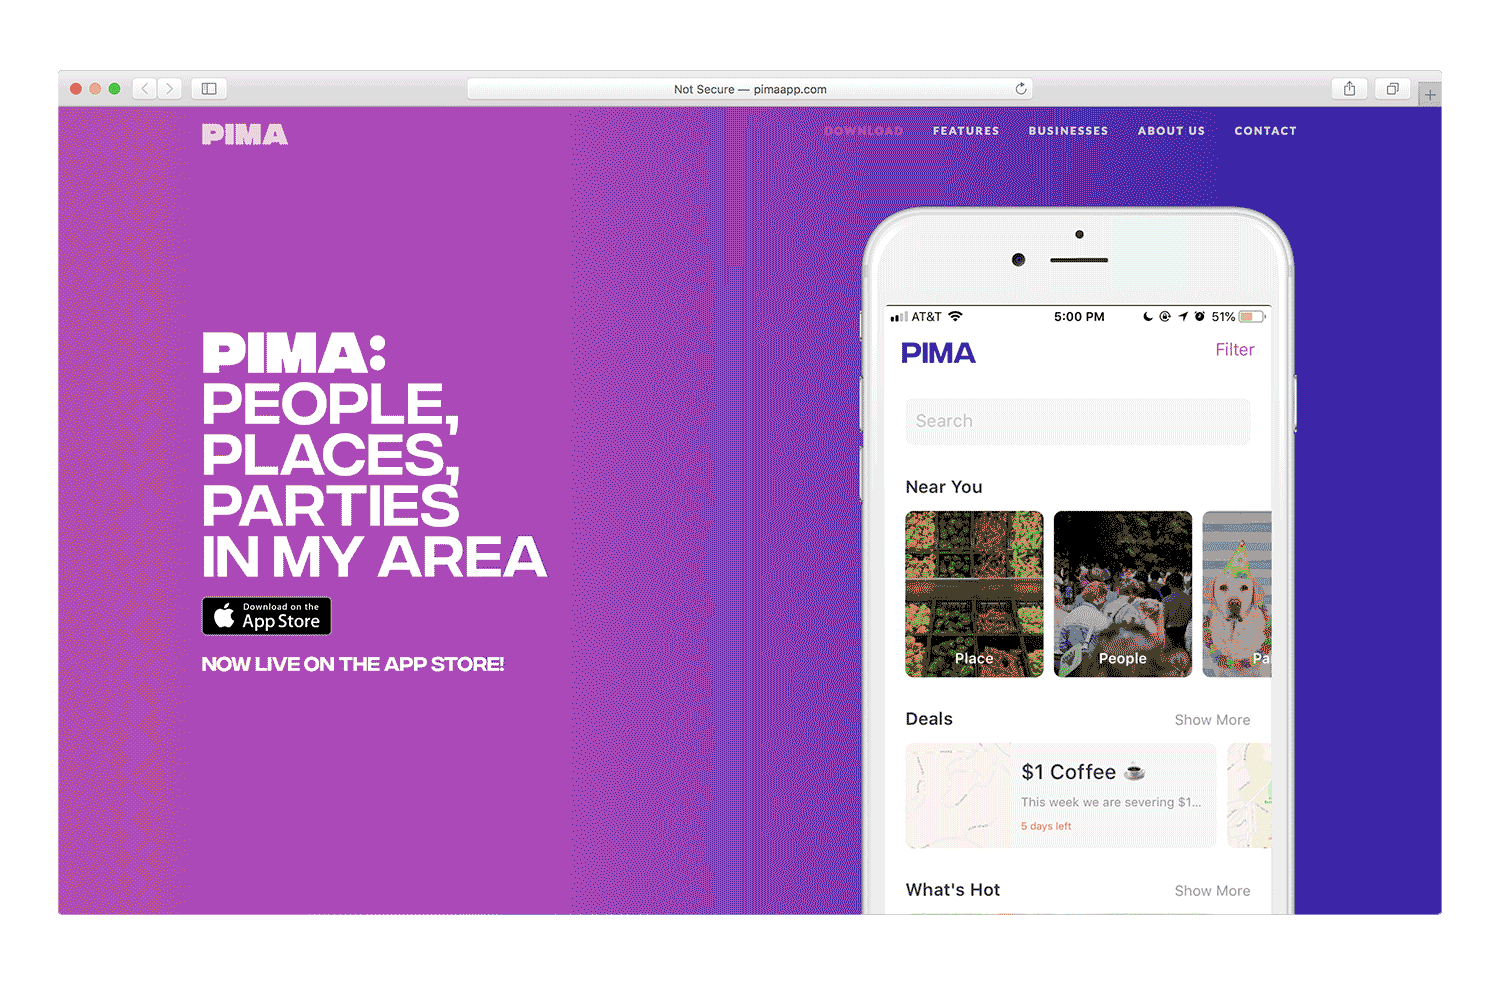 Not Secure — pimaapp.com
PIMA
DOWNLOAD FEATURES BUSINESSES ABOUT US CONTACT
PIMA:
PEOPLE,
PLACES,
PARTIES
IN MY AREA
Download on the
App Store
NOW LIVE ON THE APP STORE!
AT&T 5:00 PM 51%
PIMA Filter
Search
Near You
Place People Pa
Deals Show More
$1 Coffee
This week we are severing $1...
5 days left
What's Hot Show More